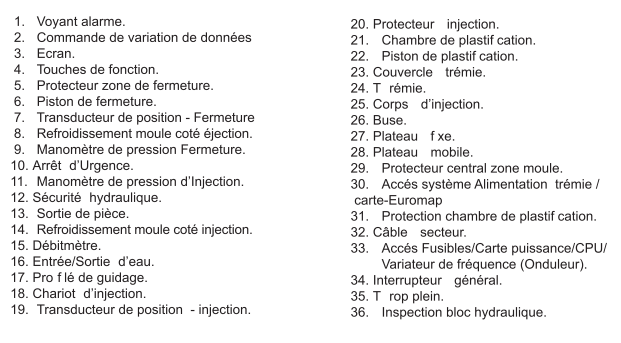 1. Voyant alarme.
2. Commande de variation de données
3. Ecran.
4. Touches de fonction.
5. Protecteur zone de fermeture.
6. Piston de fermeture.
7. Transducteur de position - Fermeture
8. Refroidissement moule coté éjection.
9. Manomètre de pression Fermeture.
10. Arrêt d'Urgence.
11. Manomètre de pression d'Injection.
12. Sécurité hydraulique.
13. Sortie de pièce.
14. Refroidissement moule coté injection.
15. Débitmètre.
16. Entrée/Sortie d'eau.
17. Pro f lé de guidage.
18. Chariot d'injection.
19. Transducteur de position - injection.
20. Protecteur injection.
21. Chambre de plastif cation.
22. Piston de plastif cation.
23. Couvercle trémie.
24. T rémie.
25. Corps d'injection.
26. Buse.
27. Plateau f xe.
28. Plateau mobile.
29. Protecteur central zone moule.
30. Accés système Alimentation trémie /
carte-Euromap
31. Protection chambre de plastif cation.
32. Câble secteur.
33. Accés Fusibles/Carte puissance/CPU/
Variateur de fréquence (Onduleur).
34. Interrupteur général.
35. T rop plein.
36. Inspection bloc hydraulique.